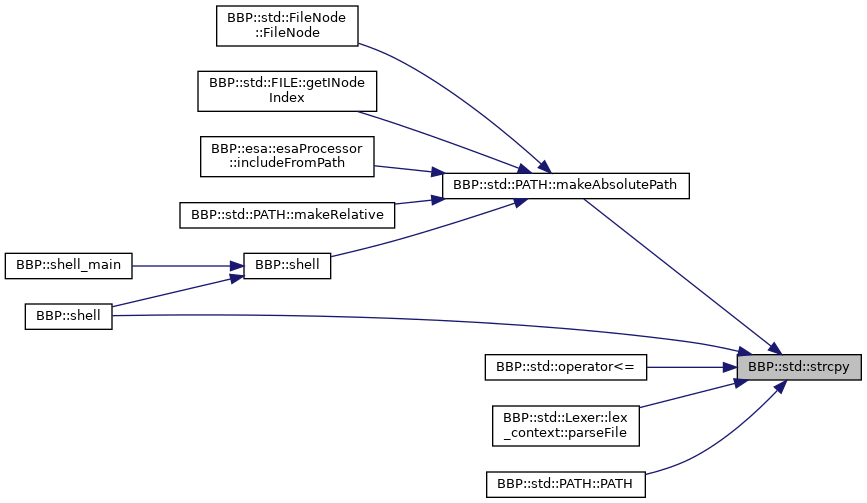 BBP::std::FileNode
::FileNode
BBP::std::FILE::getINode
Index
BBP::esa::esaProcessor
::includeFromPath
BBP::std::PATH::makeAbsolutePath
BBP::std::PATH::makeRelative
BBP::shell_main
BBP::shell
BBP::shell
BBP::std::operator<=
BBP::std::strcpy
BBP::std::Lexer::lex
_context::parseFile
BBP::std::PATH::PATH